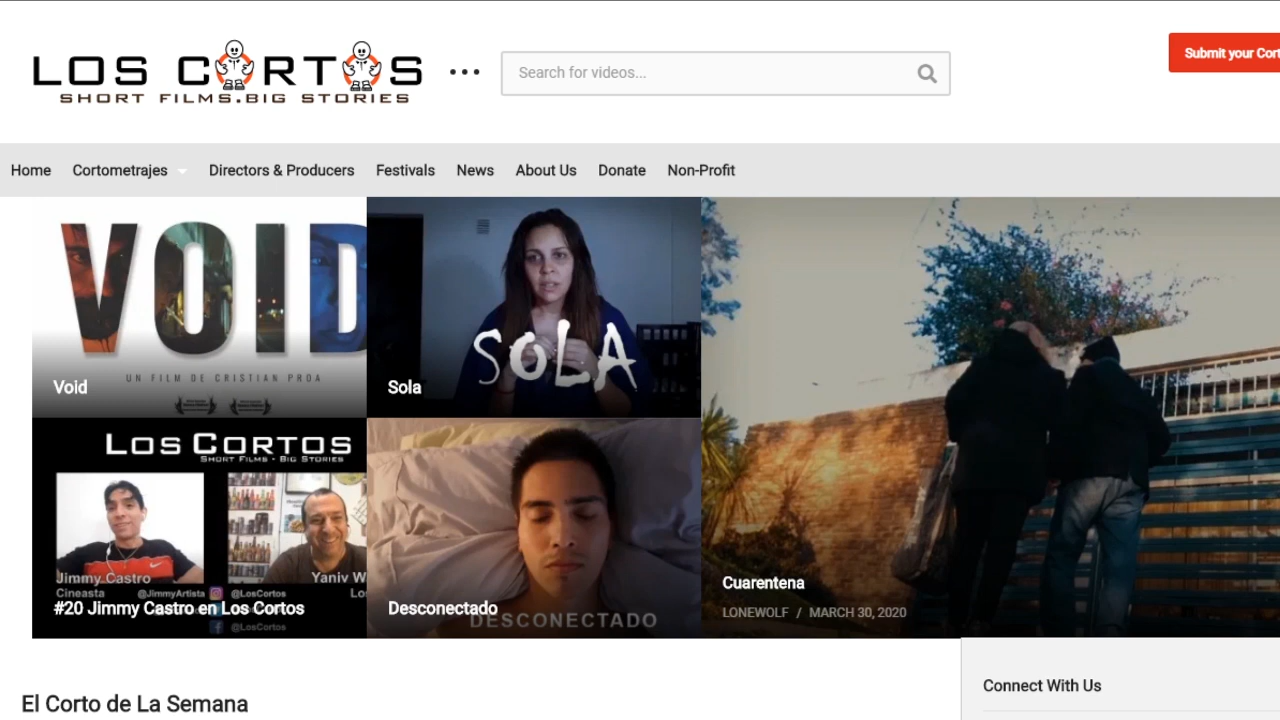 LOS CORTOS
SHORT FILMS.BIG STORIES
Search for videos...
Submit your Cort
Home Cortometrajes Directors & Producers Festivals News About Us Donate Non-Profit
VOID
UN FILM DE CRISTIAN PROA
Void
SOLA
Sola
LOS CORTOS
SHORT FILMS - BIG STORIES
Jimmy Castro
Cineasta
@JimmyArtista
@LosCortos
Yaniv W
Lo
#20 Jimmy Castro en Los Cortos
@LosCortos
Desconectado
DESCONECTADO
Cuarentena
LONEWOLF / MARCH 30, 2020
El Corto de La Semana
Connect With Us